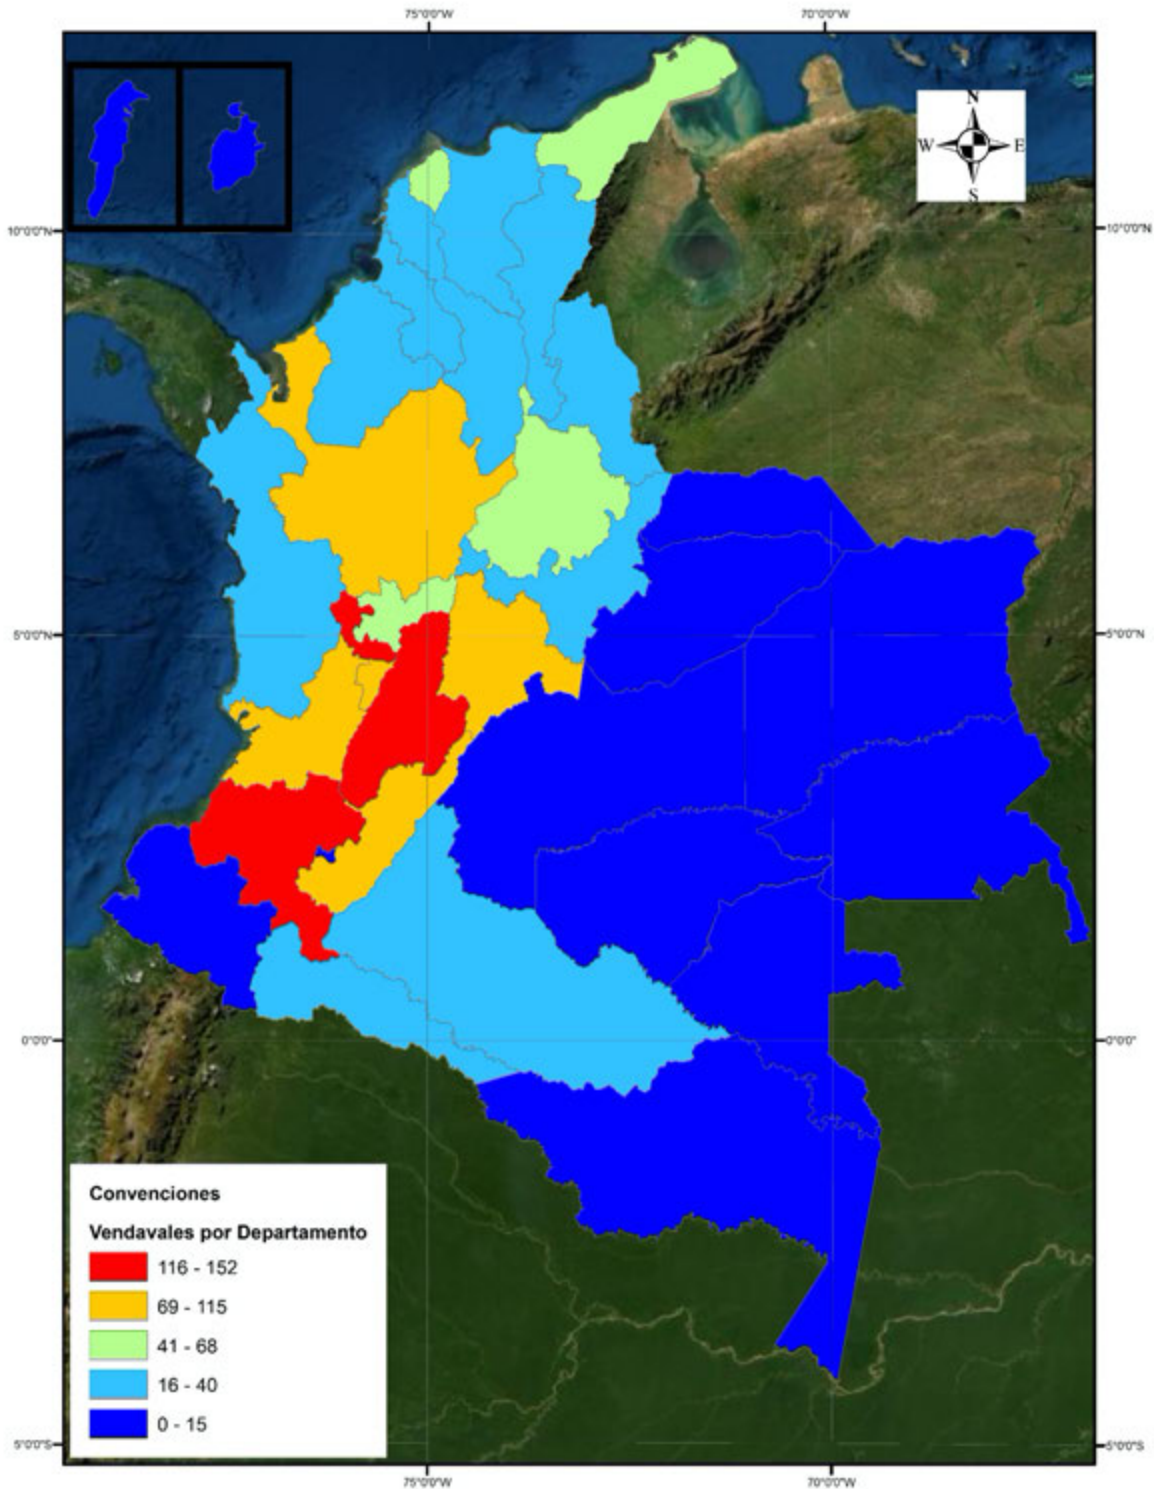 75°0'0"W 70°0'0"W
N
W E
S
10°0'0"N 10°0'0"N
5°0'0"N 5°0'0"N
0°0'0" 0°0'0"
Convenciones
Vendavales por Departamento
116 - 152
69 - 115
41 - 68
16 - 40
0 - 15
5°0'0"S 5°0'0"S
75°0'0"W 70°0'0"W